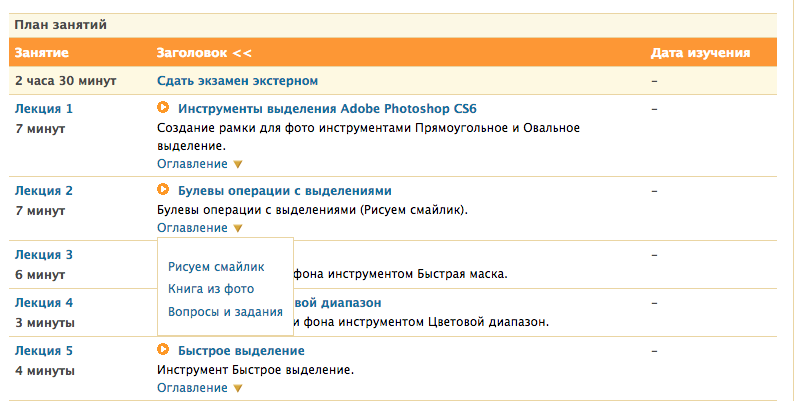 План занятий
Занятие Заголовок << Дата изучения
2 часа 30 минут Сдать экзамен экстерном –
Лекция 1 Инструменты выделения Adobe Photoshop CS6 –
7 минут Создание рамки для фото инструментами Прямоугольное и Овальное
выделение.
Оглавление
Лекция 2 Булевы операции с выделениями –
7 минут Булевы операции с выделениями (Рисуем смайлик).
Оглавление
Лекция 3 –
Рисуем смайлик
6 минут фона инструментом Быстрая маска.
Книга из фото
Лекция 4 вой диапазон –
Вопросы и задания
3 минуты и фона инструментом Цветовой диапазон.
Лекция 5 Быстрое выделение –
4 минуты Инструмент Быстрое выделение.
Оглавление